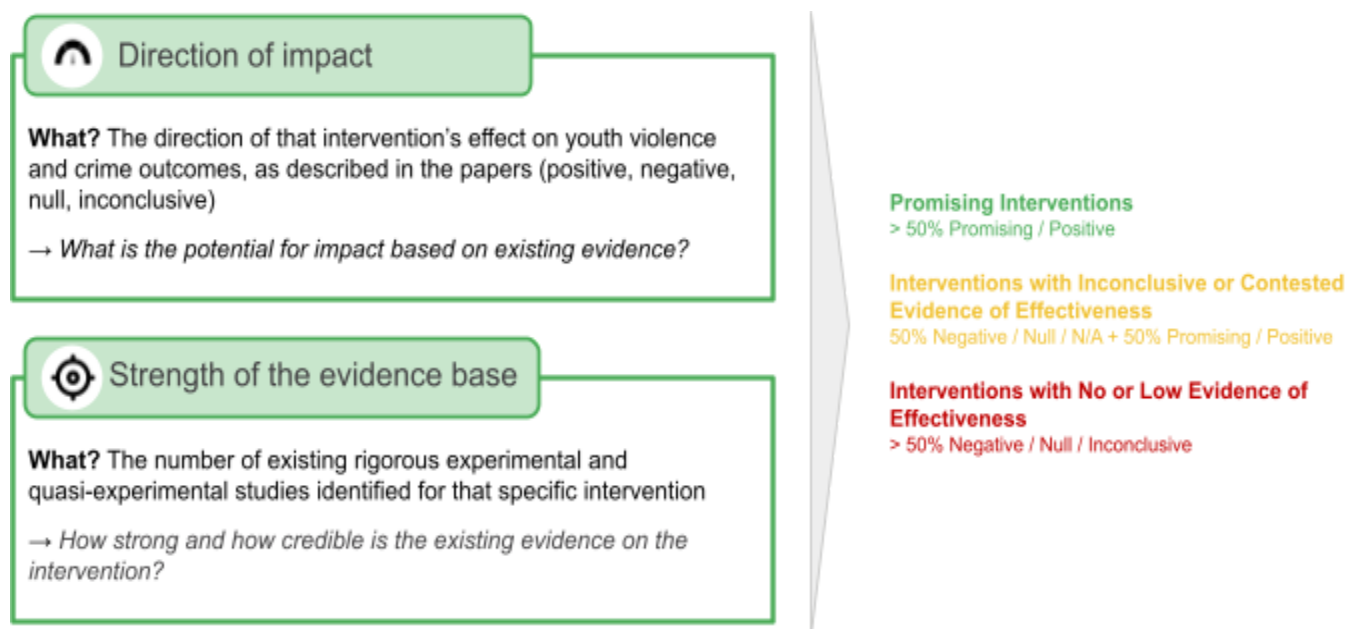 Direction of impact
What? The direction of that intervention's effect on youth violence
and crime outcomes, as described in the papers (positive, negative,
null, inconclusive)
→ What is the potential for impact based on existing evidence?
Strength of the evidence base
What? The number of existing rigorous experimental and
quasi-experimental studies identified for that specific intervention
→ How strong and how credible is the existing evidence on the
intervention?
Promising Interventions
> 50% Promising / Positive
Interventions with Inconclusive or Contested
Evidence of Effectiveness
50% Negative / Null / N/A + 50% Promising / Positive
Interventions with No or Low Evidence of
Effectiveness
> 50% Negative / Null / Inconclusive